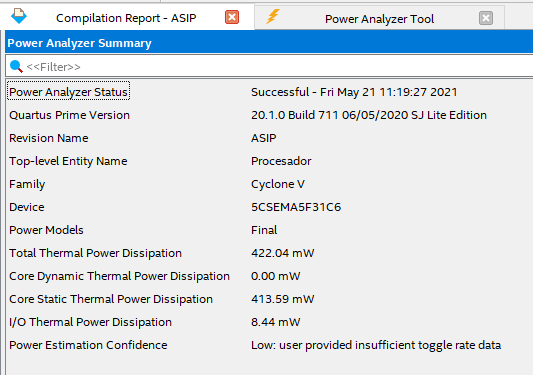 Compilation Report - ASIP
Power Analyzer Tool
Power Analyzer Summary
<<Filter>>
Power Analyzer Status Successful - Fri May 21 11:19:27 2021
Quartus Prime Version 20.1.0 Build 711 06/05/2020 SJ Lite Edition
Revision Name ASIP
Top-level Entity Name Procesador
Family Cyclone V
Device 5CSEMA5F31C6
Power Models Final
Total Thermal Power Dissipation 422.04 mW
Core Dynamic Thermal Power Dissipation 0.00 mW
Core Static Thermal Power Dissipation 413.59 mW
I/O Thermal Power Dissipation 8.44 mW
Power Estimation Confidence Low: user provided insufficient toggle rate data